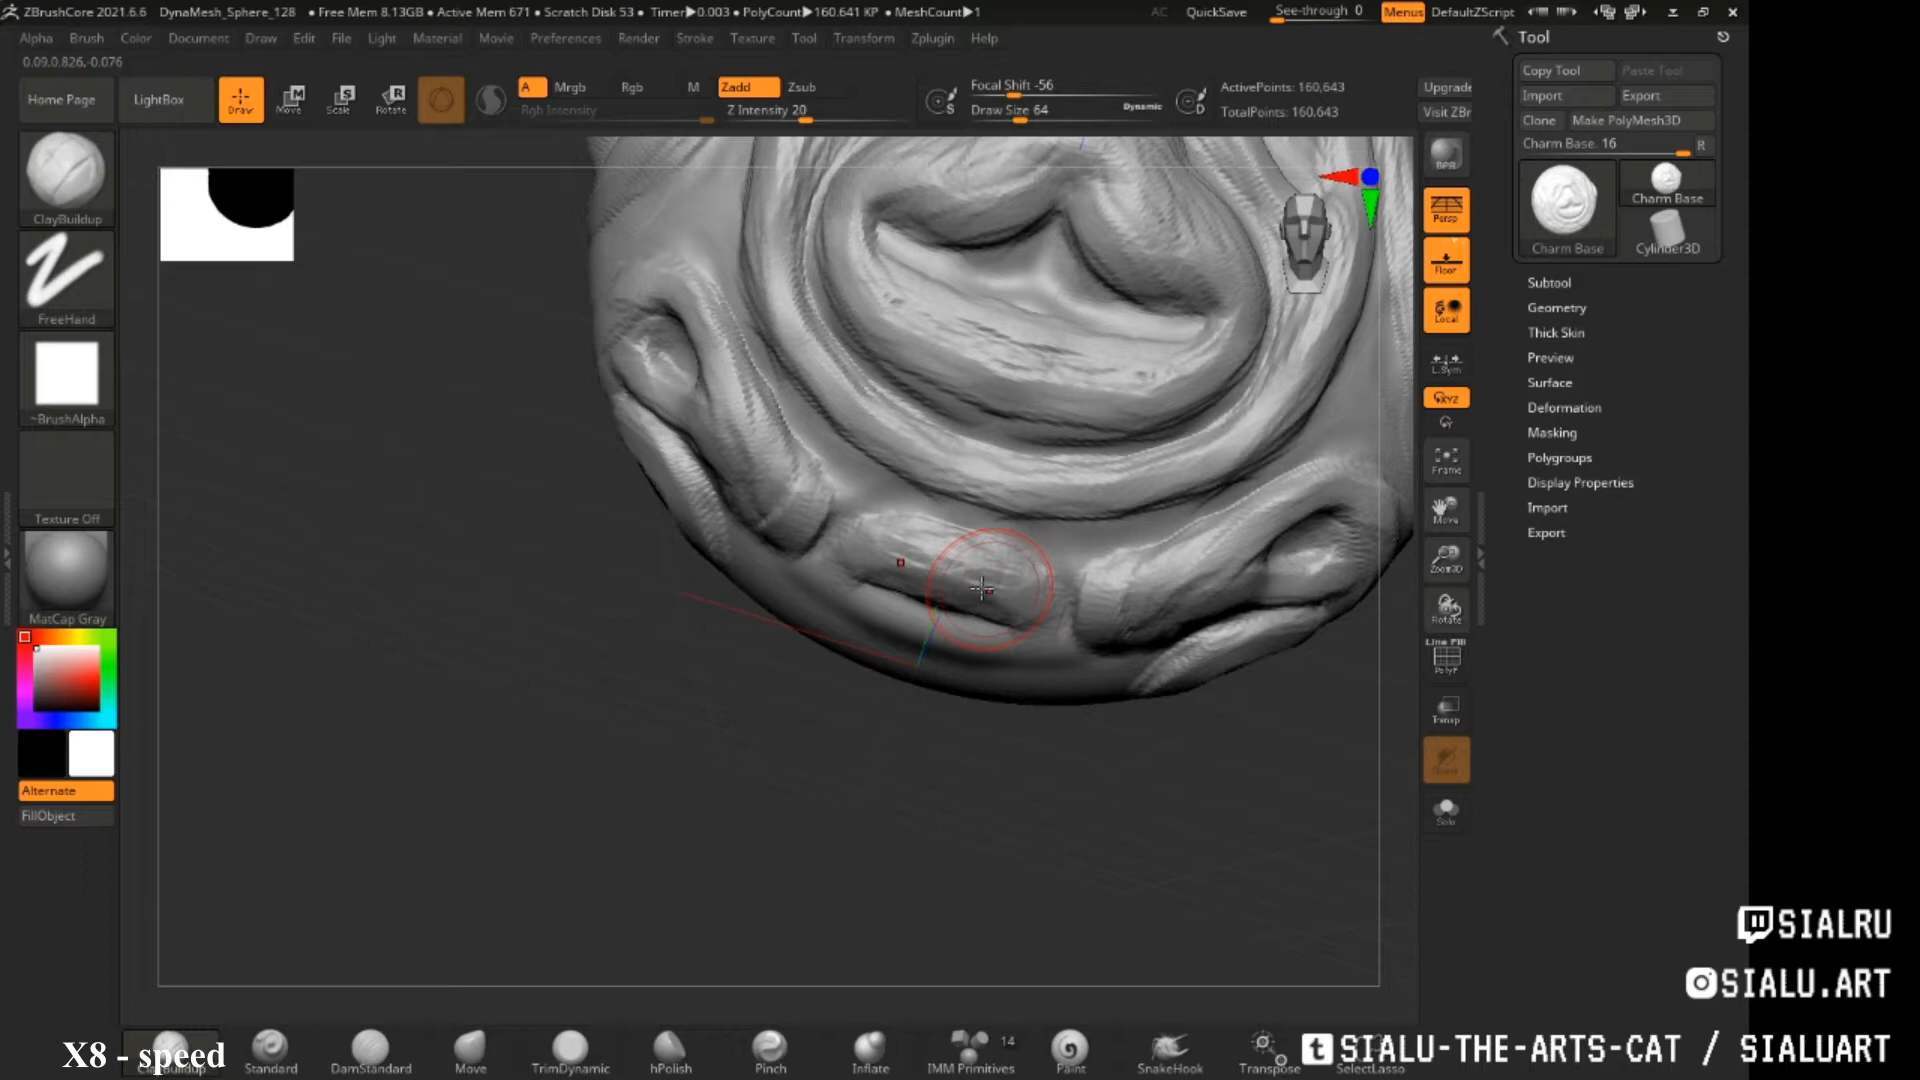 ZBrushCore 2021.6.6 DynaMesh_Sphere_128 • Free Mem 8.13GB • Active Mem 671 • Scratch Disk 53 • Timer▶0.003 • PolyCount▶160.641 KP • MeshCount▶1 AC QuickSave See-through 0 Menus DefaultZScript
Alpha Brush Color Document Draw Edit File Light Material Movie Preferences Render Stroke Texture Tool Transform Zplugin Help
Tool
0.09,0.826,-0.076
Copy Tool Paste Tool
Import Export
Clone Make PolyMesh3D
Charm Base. 16 R
Home Page LightBox Draw Move Scale Rotate A Mrgb Rgb M Zadd Zsub
Rgb Intensity Z Intensity 20
Focal Shift -56
Draw Size 64 Dynamic
S D
ActivePoints: 160,643
TotalPoints: 160,643
Upgrade
Visit ZBr
ClayBuildup
FreeHand
~BrushAlpha
Texture Off
MatCap Gray
Alternate
FillObject
BPR
Persp
Floor
Local
L.Sym
XYZ
Frame
Move
Zoom3D
Rotate
Line Fill
PolyF
Transp
Solo
Charm Base
Charm Base
Cylinder3D
Subtool
Geometry
Thick Skin
Preview
Surface
Deformation
Masking
Polygroups
Display Properties
Import
Export
SIALRU
SIALU.ART
SIALU-THE-ARTS-CAT / SIALUART
X8 - speed
Standard DamStandard Move TrimDynamic hPolish Pinch Inflate IMM Primitives 14 Paint SnakeHook Transpose SelectLasso